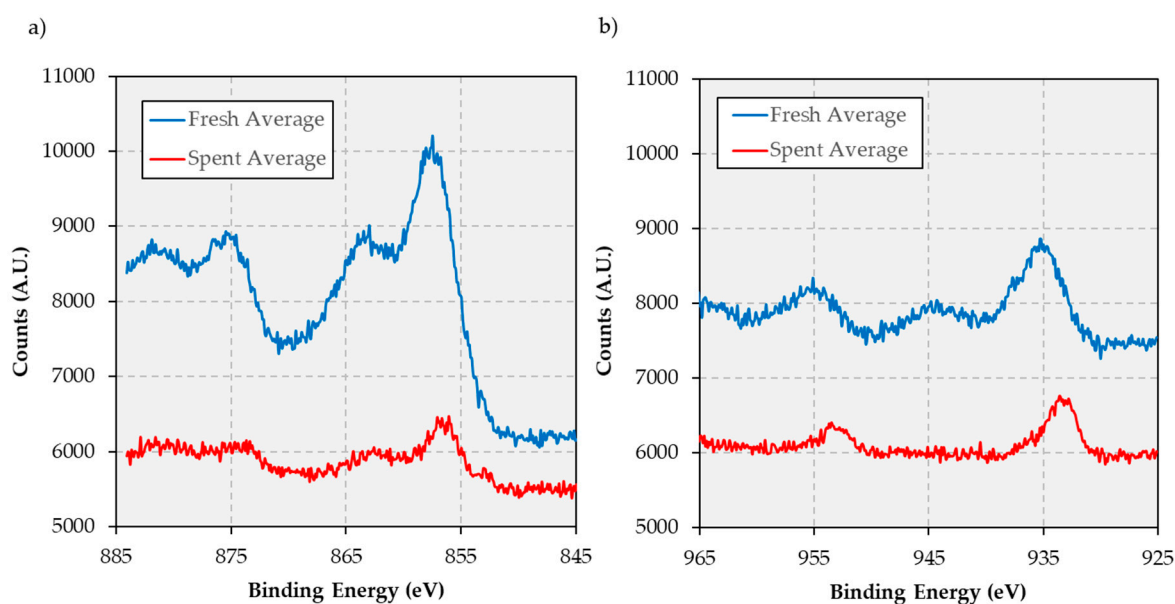 a)
11000
10000
9000
8000
7000
6000
5000
Counts (A.U.)
Fresh Average
Spent Average
885
875
865
855
845
Binding Energy (eV)
b)
11000
10000
9000
8000
7000
6000
5000
Counts (A.U.)
Fresh Average
Spent Average
965
955
945
935
925
Binding Energy (eV)